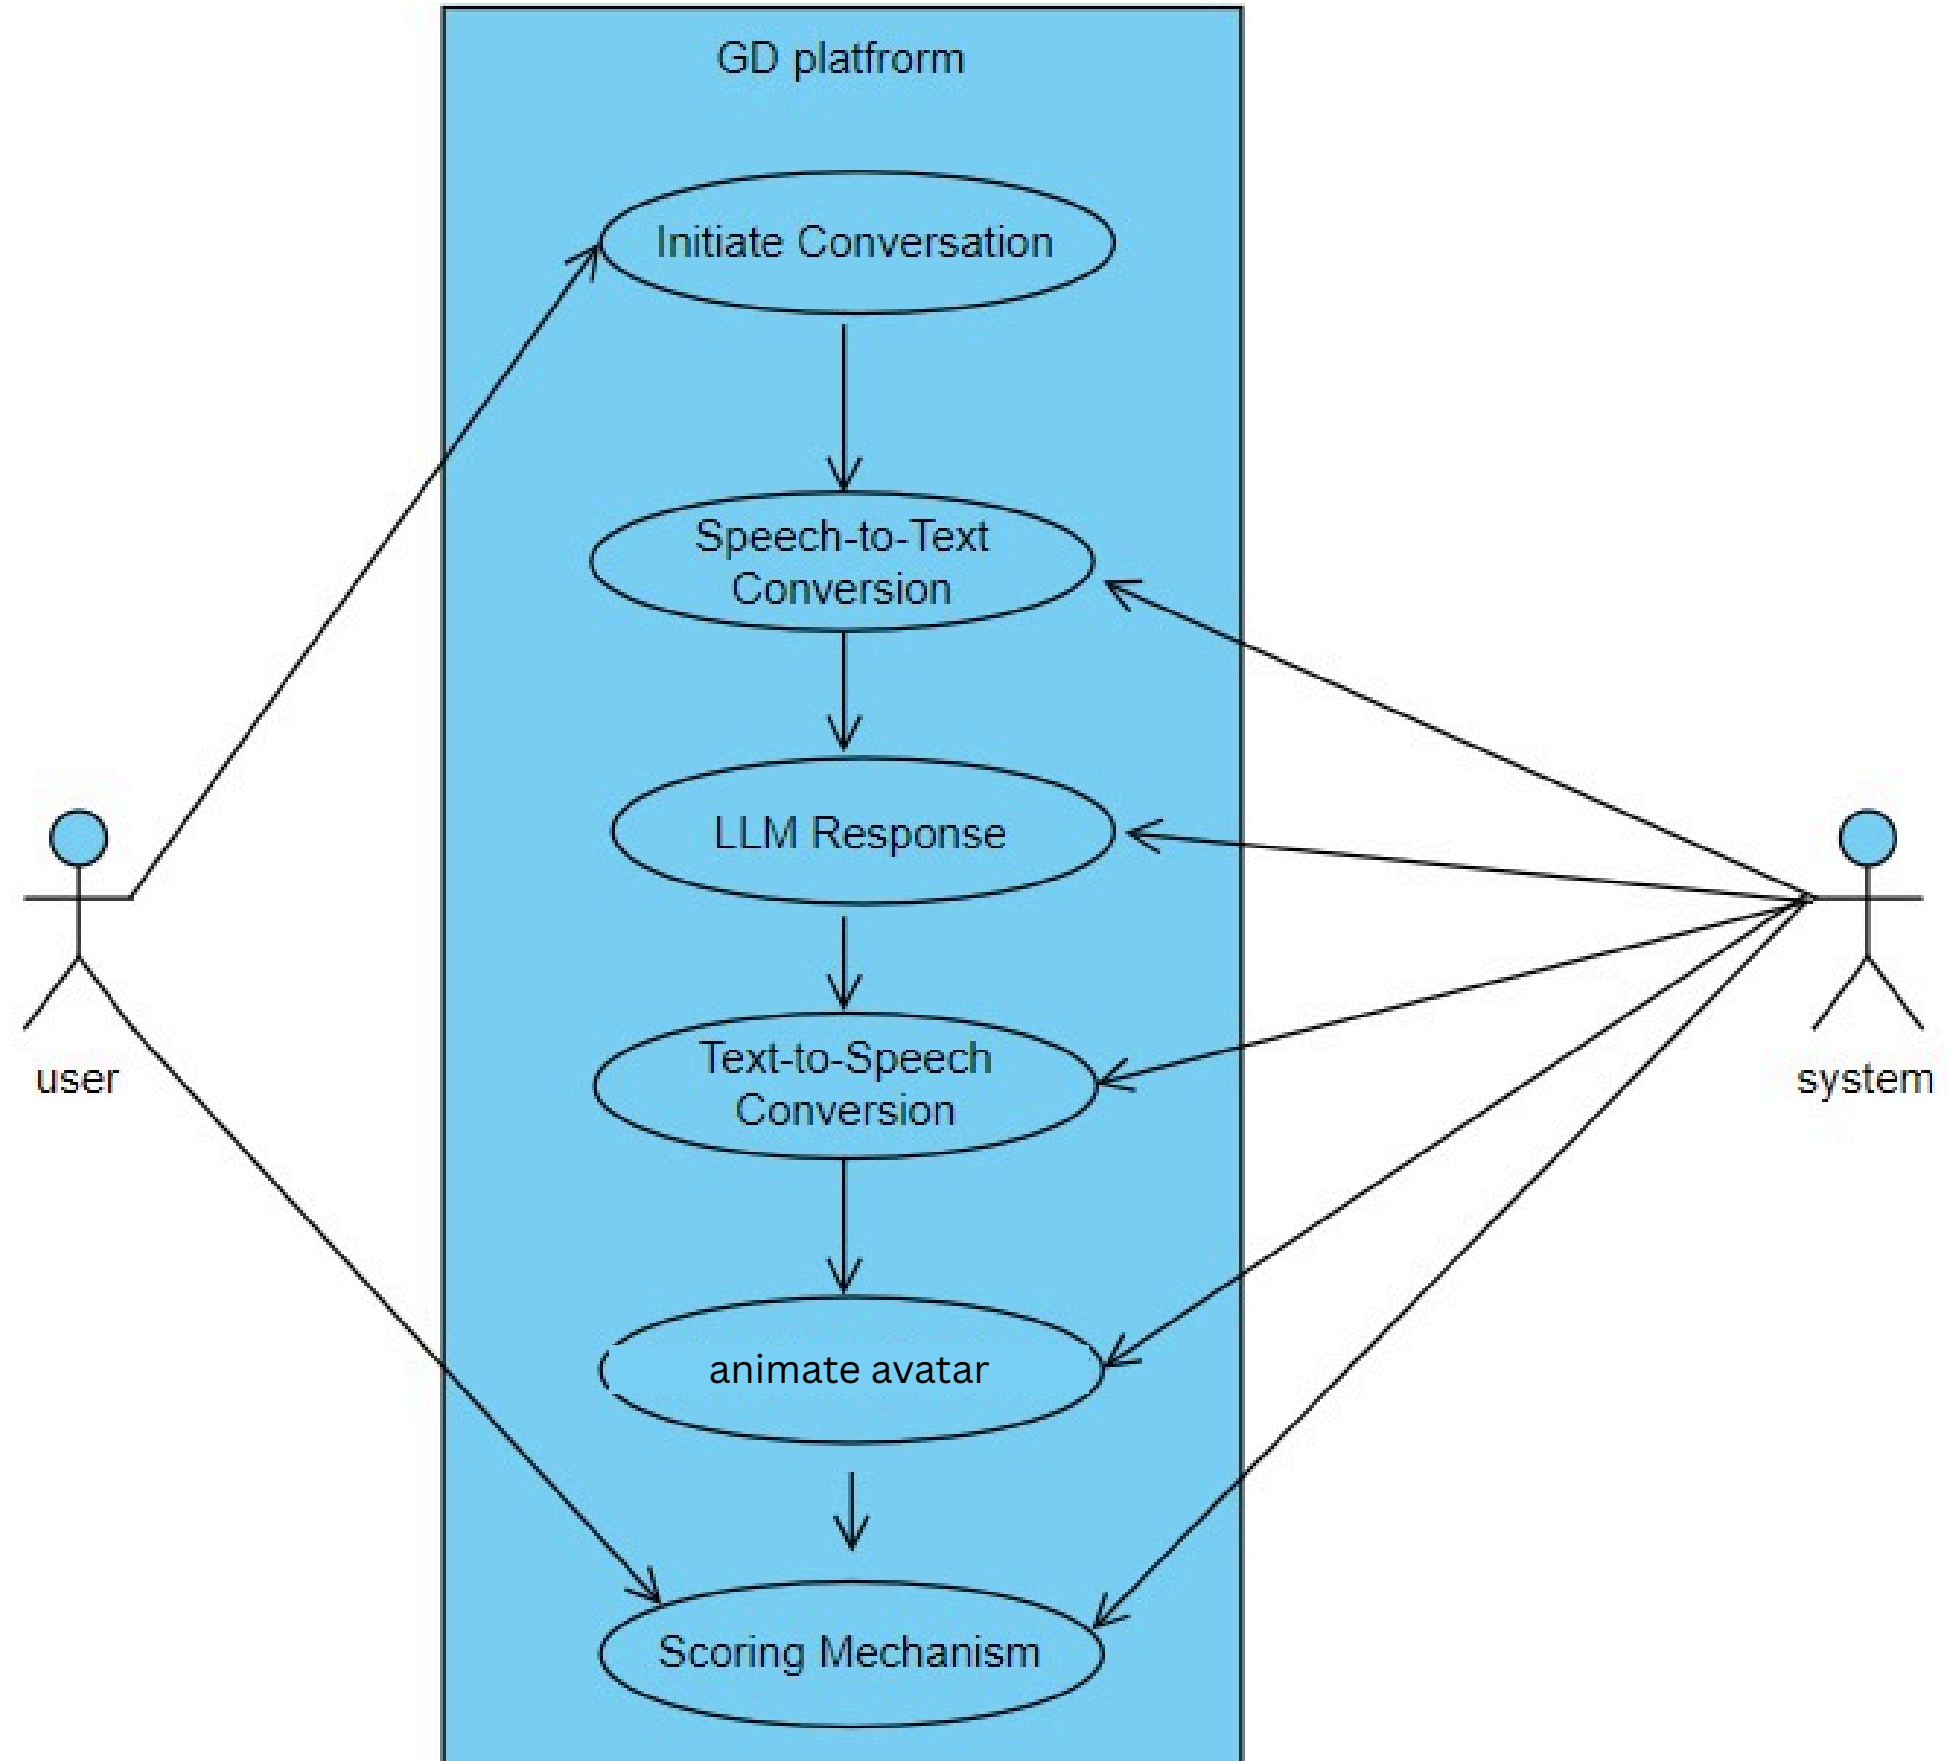 GD platfrorm
Initiate Conversation
Speech-to-Text
Conversion
LLM Response
Text-to-Speech
Conversion
animate avatar
Scoring Mechanism
user
system